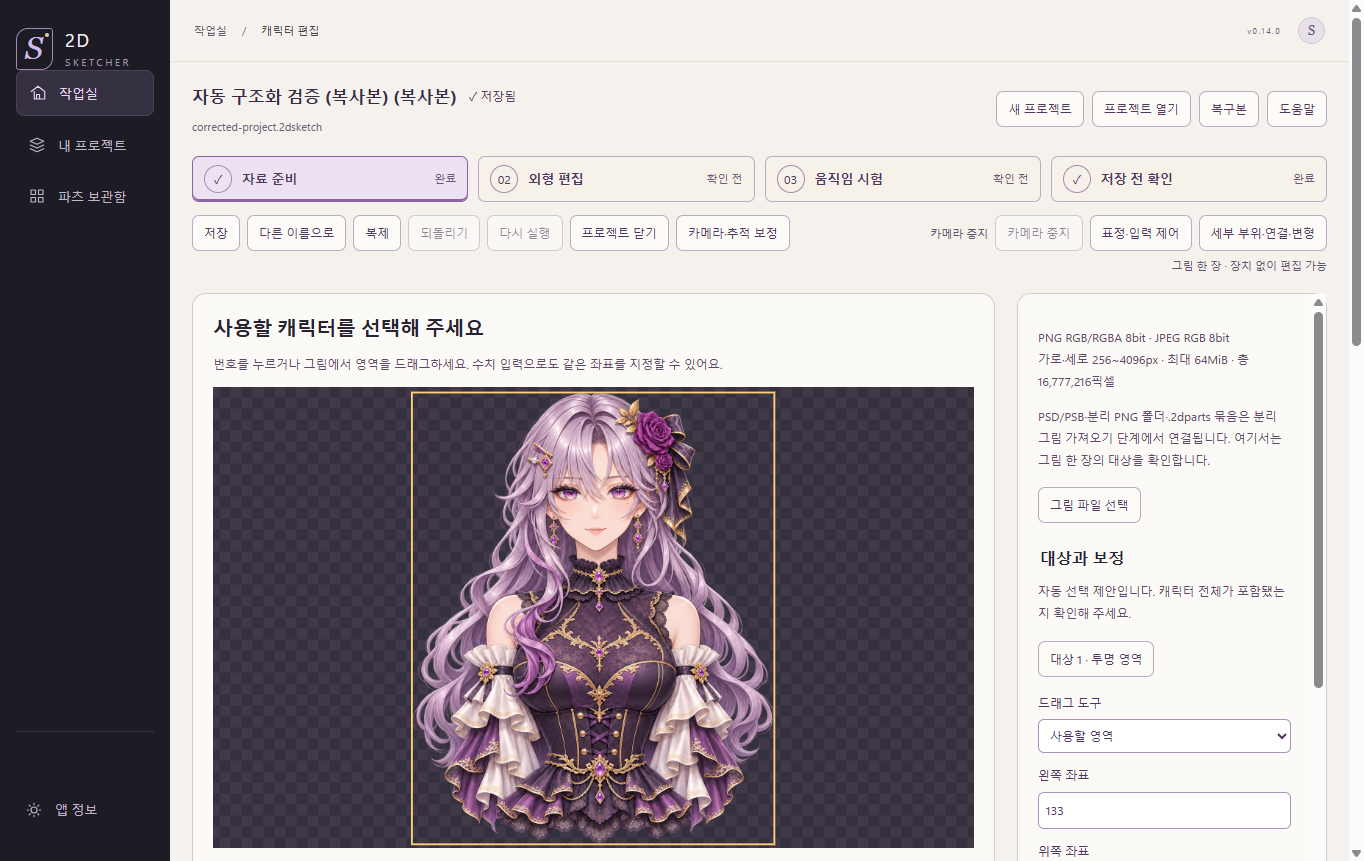 S
2D
SKETCHER
작업실
내 프로젝트
파츠 보관함
앱 정보
작업실 / 캐릭터 편집
v0.14.0
S
자동 구조화 검증 (복사본) (복사본) ✓ 저장됨
corrected-project.2dsketch
새 프로젝트 프로젝트 열기 복구본 도움말
✓ 자료 준비 완료
02 외형 편집 확인 전
03 움직임 시험 확인 전
✓ 저장 전 확인 완료
저장 다른 이름으로 복제 되돌리기 다시 실행 프로젝트 닫기 카메라·추적 보정
카메라 중지 카메라 중지 표정·입력 제어 세부 부위·연결·변형
그림 한 장 · 장치 없이 편집 가능
사용할 캐릭터를 선택해 주세요
번호를 누르거나 그림에서 영역을 드래그하세요. 수치 입력으로도 같은 좌표를 지정할 수 있어요.
PNG RGB/RGBA 8bit · JPEG RGB 8bit
가로·세로 256~4096px · 최대 64MiB · 총
16,777,216픽셀
PSD/PSB·분리 PNG 폴더·.2dparts 묶음은 분리
그림 가져오기 단계에서 연결됩니다. 여기서는
그림 한 장의 대상을 확인합니다.
그림 파일 선택
대상과 보정
자동 선택 제안입니다. 캐릭터 전체가 포함됐는
지 확인해 주세요.
대상 1 · 투명 영역
드래그 도구
사용할 영역
왼쪽 좌표
133
위쪽 좌표